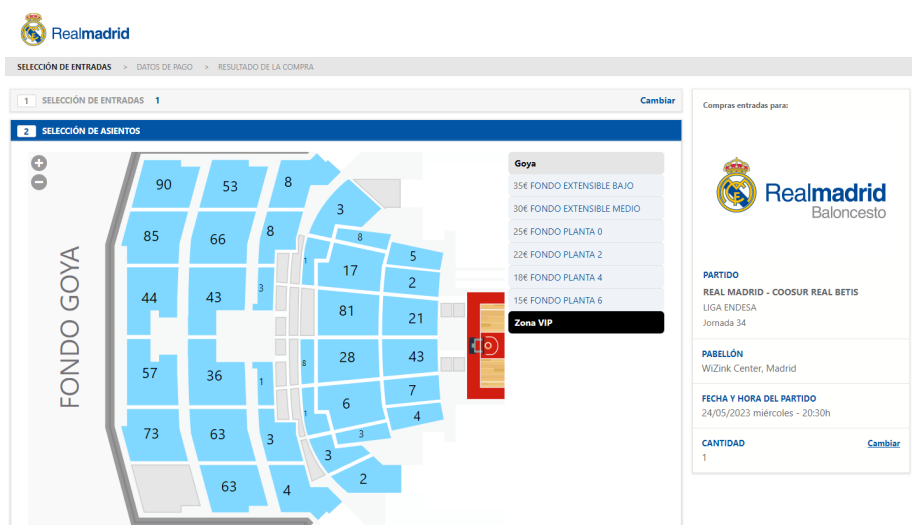 Realmadrid
SELECCIÓN DE ENTRADAS > DATOS DE PAGO > RESULTADO DE LA COMPRA
1 SELECCIÓN DE ENTRADAS 1 Cambiar
2 SELECCIÓN DE ASIENTOS
FONDO GOYA
90 53 8
3
85 66 8 8
1 17 5
2
44 43 3
81 21
57 36 1 8 28 43
1 6 7
4
73 63 3 3
3
63 4 2
Goya
35€ FONDO EXTENSIBLE BAJO
30€ FONDO EXTENSIBLE MEDIO
25€ FONDO PLANTA 0
22€ FONDO PLANTA 2
18€ FONDO PLANTA 4
15€ FONDO PLANTA 6
Zona VIP
Compras entradas para:
Realmadrid
Baloncesto
PARTIDO
REAL MADRID - COOSUR REAL BETIS
LIGA ENDESA
Jornada 34
PABELLÓN
WiZink Center, Madrid
FECHA Y HORA DEL PARTIDO
24/05/2023 miércoles - 20:30h
CANTIDAD Cambiar
1